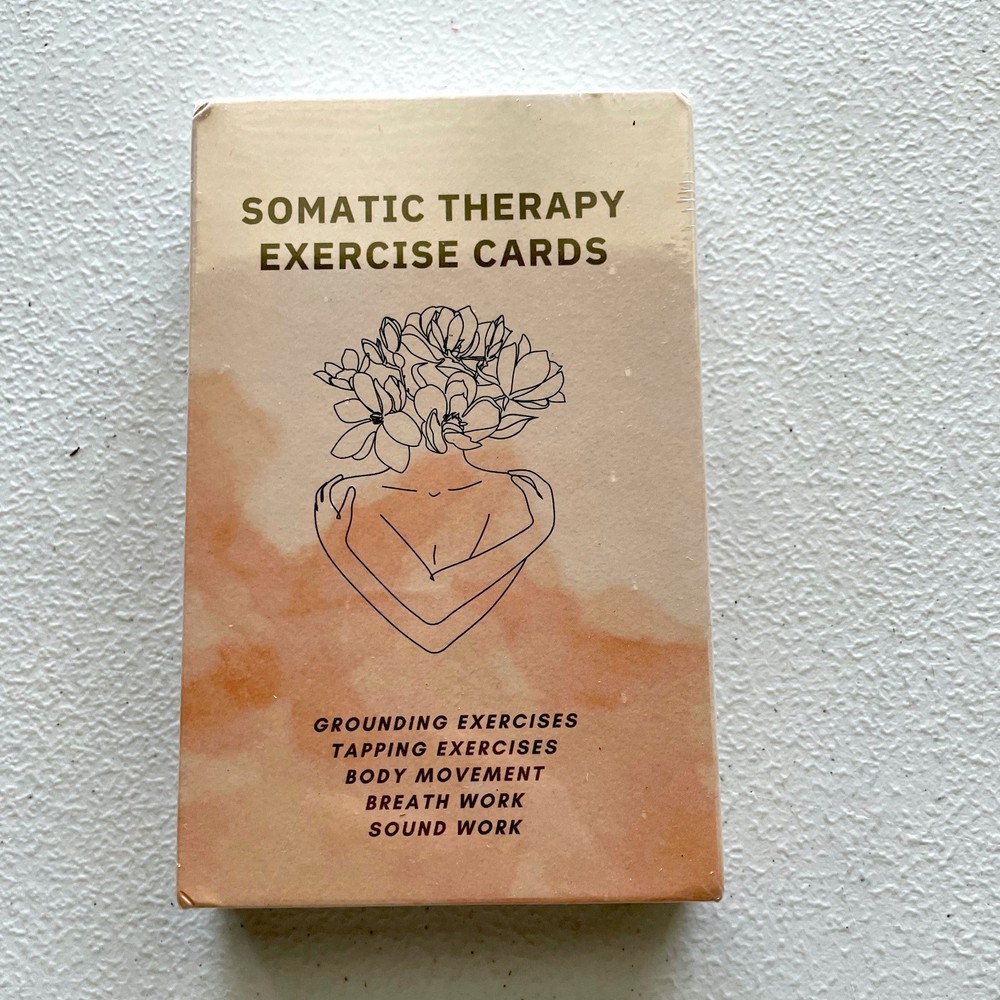 SOMATIC THERAPY
EXERCISE CARDS
GROUNDING EXERCISES
TAPPING EXERCISES
BODY MOVEMENT
BREATH WORK
SOUND WORK